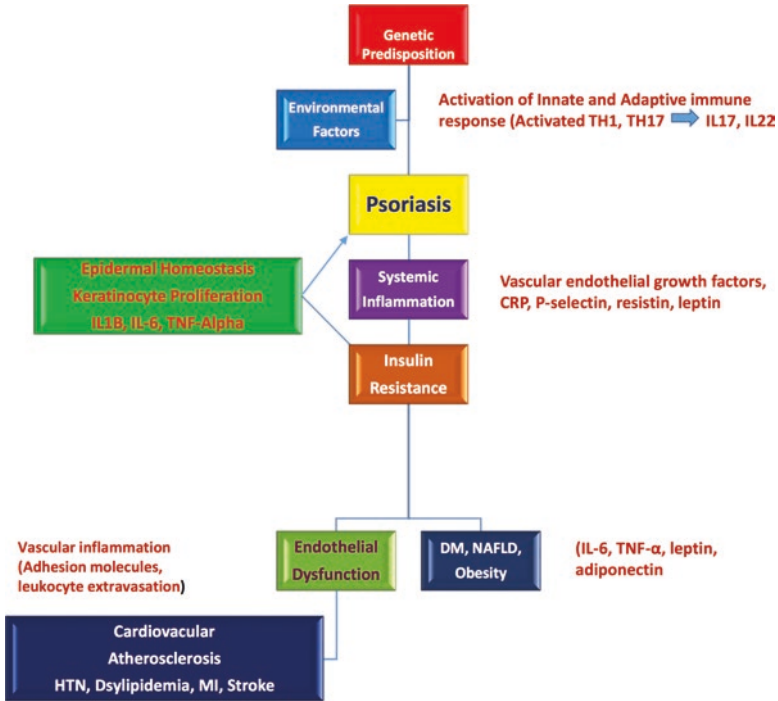 Genetic
Predisposition
Environmental
Factors
Activation of Innate and Adaptive immune
response (Activated TH1, TH17 IL17, IL22
Psoriasis
Epidermal Homeostasis
Keratinocyte Proliferation
IL1B, IL-6, TNF-Alpha
Systemic
Inflammation
Vascular endothelial growth factors,
CRP, P-selectin, resistin, leptin
Insulin
Resistance
Vascular inflammation
(Adhesion molecules,
leukocyte extravasation)
Endothelial
Dysfunction
DM, NAFLD,
Obesity
(IL-6, TNF-α, leptin,
adiponectin
Cardiovacular
Atherosclerosis
HTN, Dsylipidemia, MI, Stroke